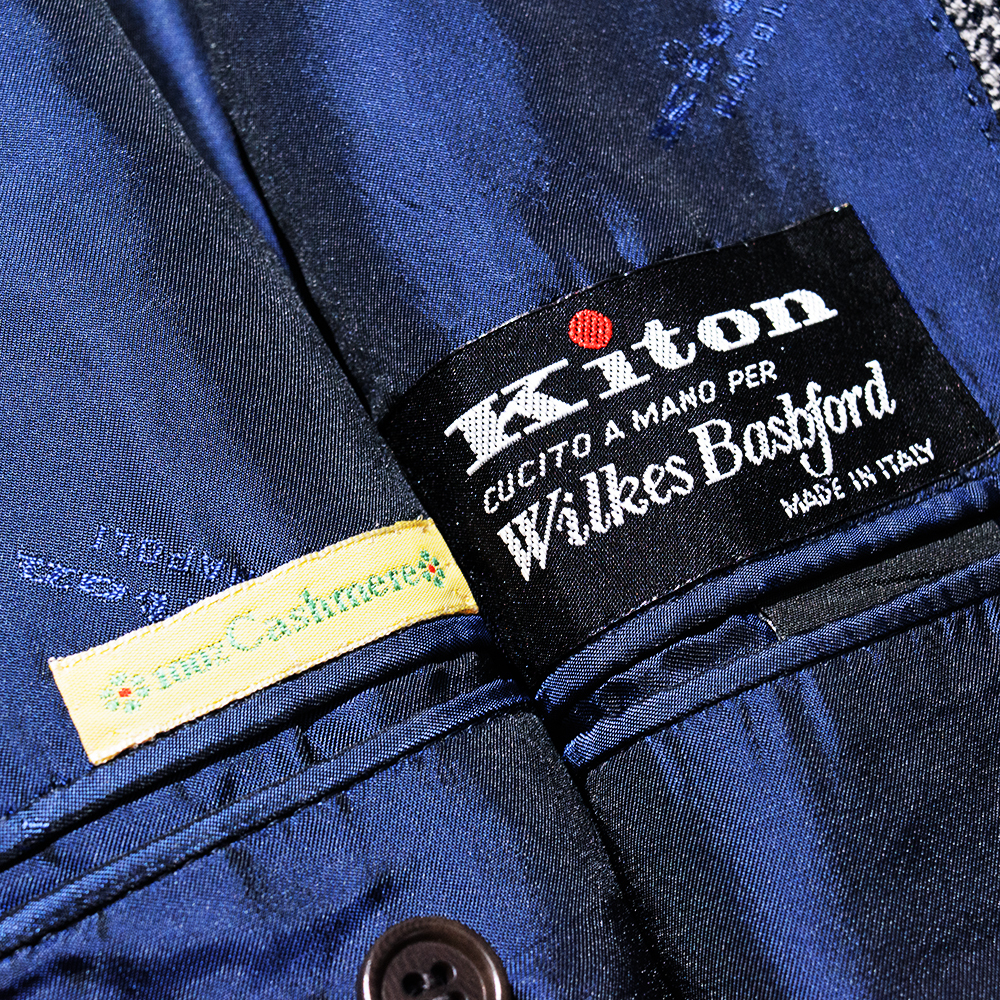 Kiton
CUCITO A MANO PER
Wilkes Bashford
MADE IN ITALY
Cashmere